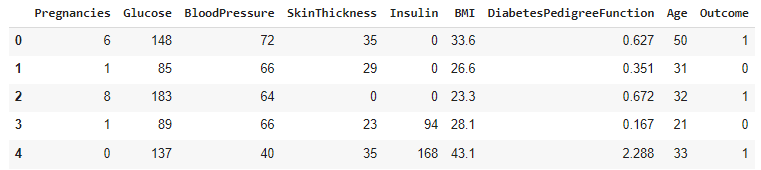 Pregnancies Glucose BloodPressure SkinThickness Insulin BMI DiabetesPedigreeFunction Age Outcome
0 6 148 72 35 0 33.6 0.627 50 1
1 1 85 66 29 0 26.6 0.351 31 0
2 8 183 64 0 0 23.3 0.672 32 1
3 1 89 66 23 94 28.1 0.167 21 0
4 0 137 40 35 168 43.1 2.288 33 1